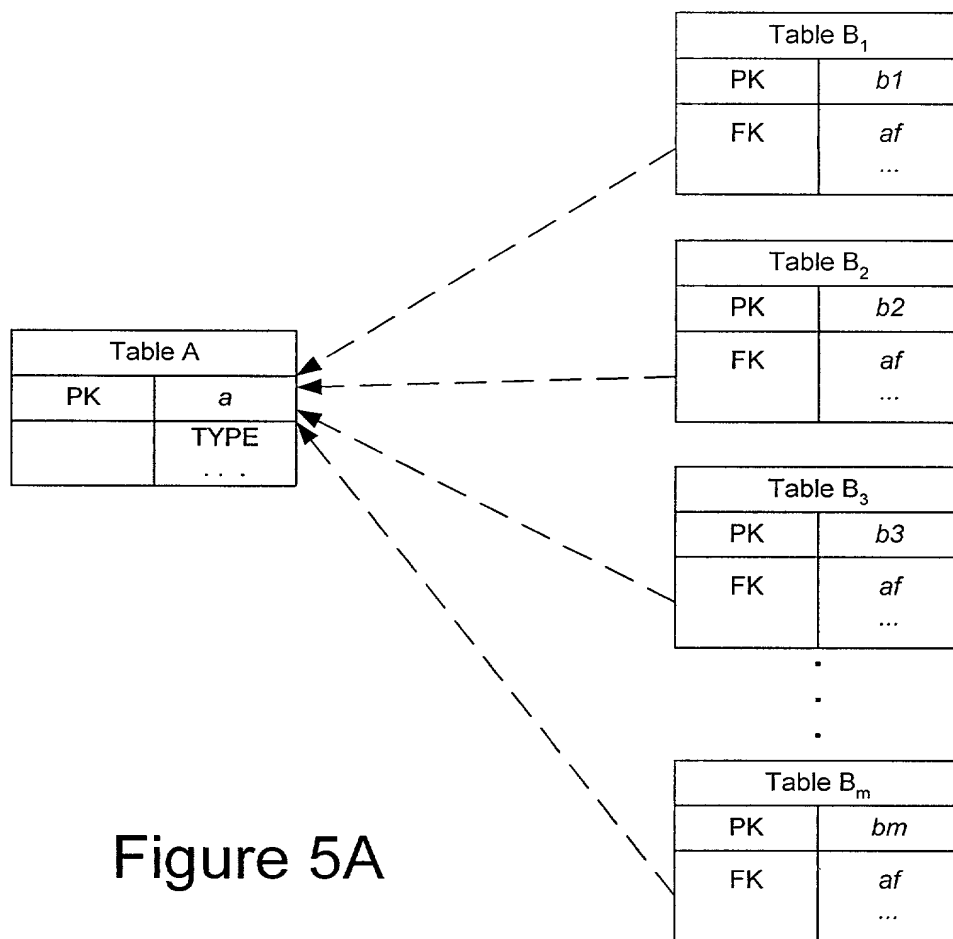 Table B₁
PK b1
FK af
...
Table B₂
PK b2
FK af
...
Table A
PK a
TYPE
. . .
Table B₃
PK b3
FK af
...
.
.
.
Table Bₘ
PK bm
FK af
...
Figure 5A